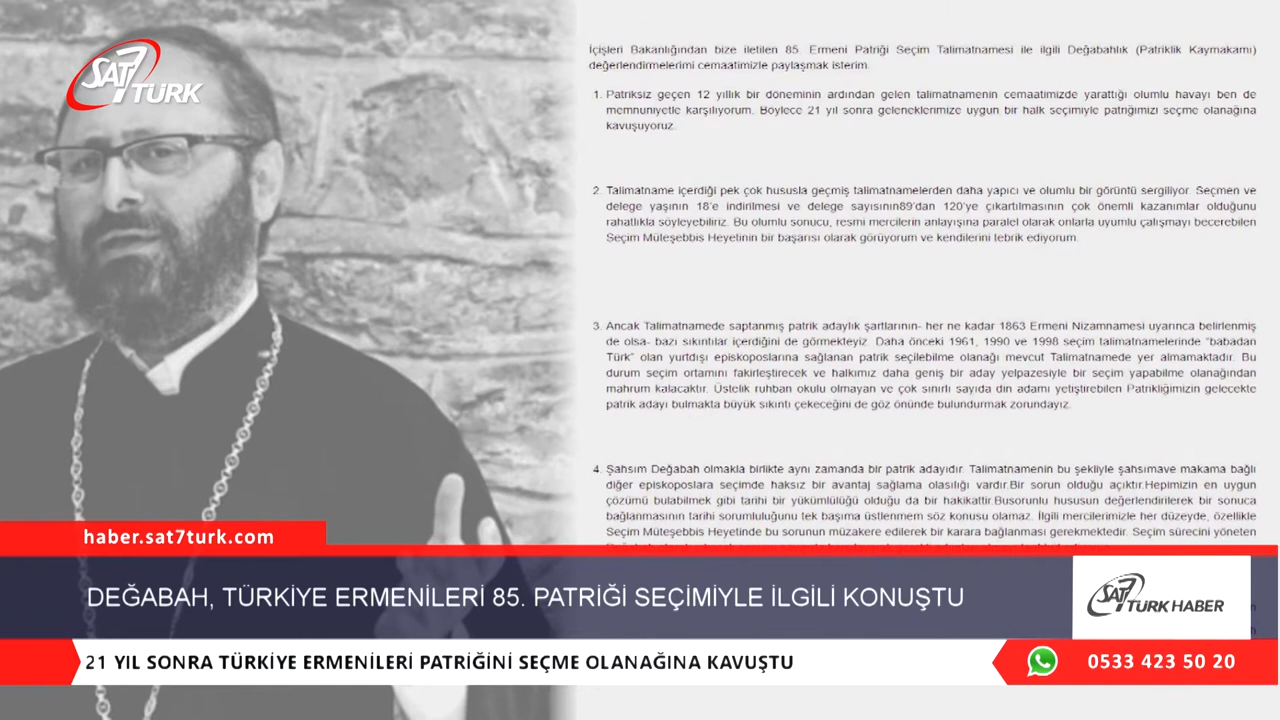 SAT7 TÜRK
İçişleri Bakanlığından bize iletilen 85. Ermeni Patriği Seçim Talimatnamesi ile ilgili Değabahlık (Patriklik Kaymakamı)
değerlendirmelerimi cemaatimizle paylaşmak isterim.
1. Patriksiz geçen 12 yıllık bir döneminin ardından gelen talimatnamenin cemaatimizde yarattığı olumlu havayı ben de
memnuniyetle karşılıyorum. Böylece 21 yıl sonra geleneklerimize uygun bir halk seçimiyle patriğimizi seçme olanağına
kavuşuyoruz.
2. Talimatname içerdiği pek çok hususla geçmiş talimatnamelerden daha yapıcı ve olumlu bir görüntü sergiliyor. Seçmen ve
delege yaşının 18'e indirilmesi ve delege sayısının89'dan 120'ye çıkartılmasının çok önemli kazanımlar olduğunu
rahatlıkla söyleyebiliriz. Bu olumlu sonucu, resmi mercilerin anlayışına paralel olarak onlarla uyumlu çalışmayı becerebilen
Seçim Müteşebbis Heyetinin bir başarısı olarak görüyorum ve kendilerini tebrik ediyorum.
3. Ancak Talimatnamede saptanmış patrik adaylık şartlarının- her ne kadar 1863 Ermeni Nizamnamesi uyarınca belirlenmiş
de olsa- bazı sıkıntılar içerdiğini de görmekteyiz. Daha önceki 1961, 1990 ve 1998 seçim talimatnamelerinde "babadan
Türk" olan yurtdışı episkoposlarına sağlanan patrik seçilebilme olanağı mevcut Talimatnamede yer almamaktadır. Bu
durum seçim ortamını fakirleştirecek ve halkımız daha geniş bir aday yelpazesiyle bir seçim yapabilme olanağından
mahrum kalacaktır. Üstelik ruhban okulu olmayan ve çok sınırlı sayıda din adamı yetiştirebilen Patrikliğimizin gelecekte
patrik adayı bulmakta büyük sıkıntı çekeceğini de göz önünde bulundurmak zorundayız.
4. Şahsım Değabah olmakla birlikte aynı zamanda bir patrik adayıdır. Talimatnamenin bu şekliyle şahsımave makama bağlı
diğer episkoposlara seçimde haksız bir avantaj sağlama olasılığı vardır.Bir sorun olduğu açıktır.Hepimizin en uygun
çözümü bulabilmek gibi tarihi bir yükümlülüğü olduğu da bir hakikattir.Busorunlu hususun değerlendirilerek bir sonuca
bağlanmasının tarihi sorumluluğunu tek başıma üstlenmem söz konusu olamaz. İlgili mercilerimizle her düzeyde, özellikle
Seçim Müteşebbis Heyetinde bu sorunun müzakere edilerek bir karara bağlanması gerekmektedir. Seçim sürecini yöneten
haber.sat7turk.com
DEĞABAH, TÜRKİYE ERMENİLERİ 85. PATRİĞİ SEÇİMİYLE İLGİLİ KONUŞTU
SAT7 TÜRK HABER
21 YIL SONRA TÜRKİYE ERMENİLERİ PATRİĞİNİ SEÇME OLANAĞINA KAVUŞTU
0533 423 50 20